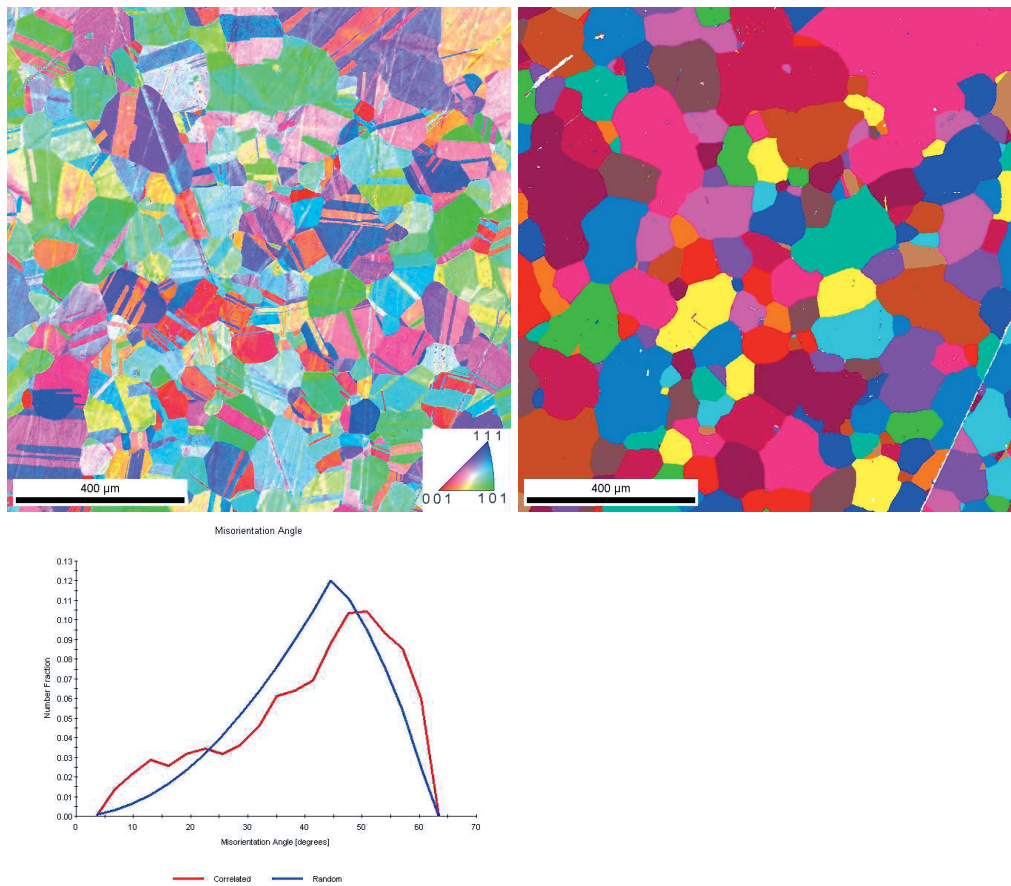 111
001 101
400 µm
400 µm
Misorientation Angle
0.13
0.12
0.11
0.10
0.09
0.08
0.07
0.06
0.05
0.04
0.03
0.02
0.01
0.00
Number Fraction
0 10 20 30 40 50 60 70
Misorientation Angle [degrees]
Correlated Random